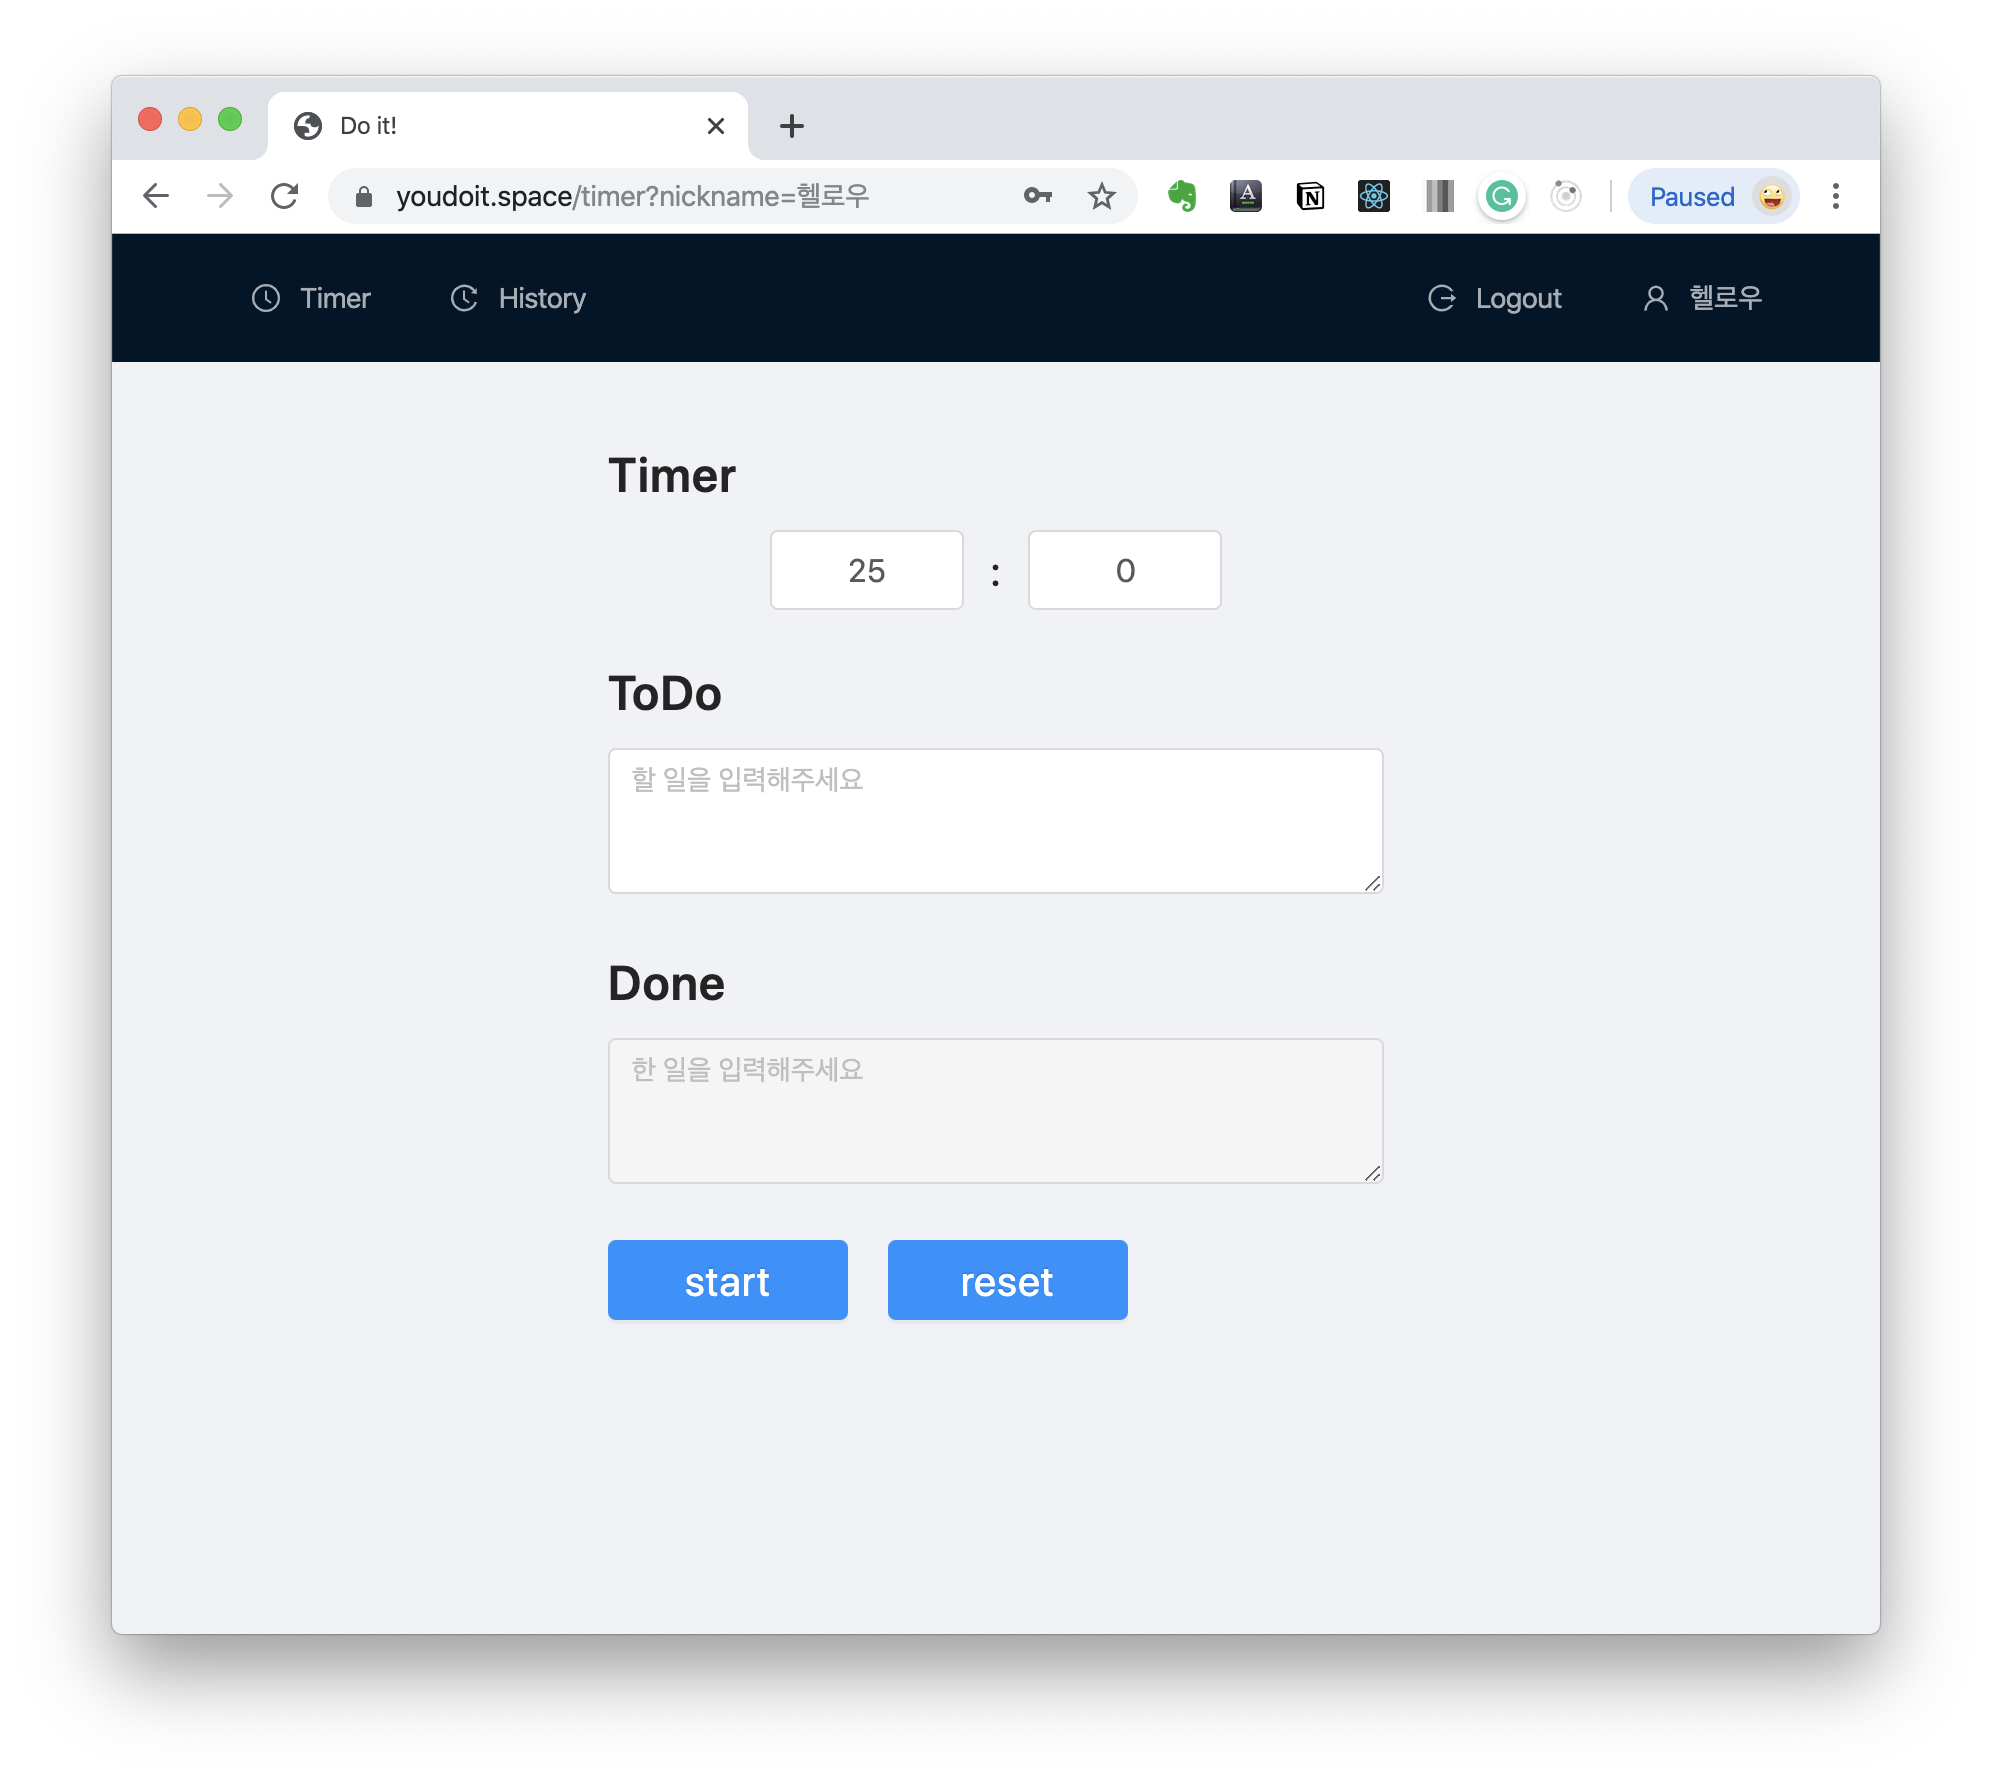 Do it!
youdoit.space/timer?nickname=헬로우
Paused
Timer
History
Logout
헬로우
Timer
25 : 0
ToDo
할 일을 입력해주세요
Done
한 일을 입력해주세요
start
reset